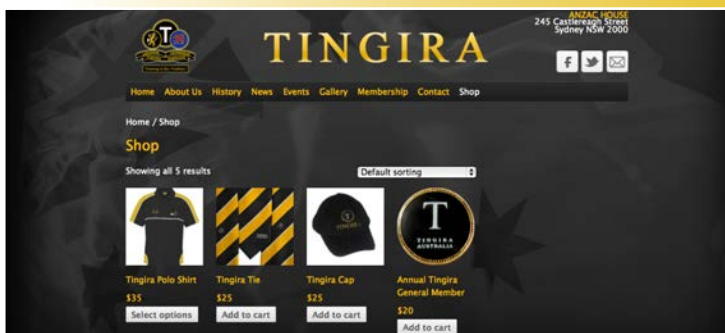 ANZAC HOUSE
245 Castlereagh Street
Sydney NSW 2000
TINGIRA
Home About Us History News Events Gallery Membership Contact Shop
Home / Shop
Shop
Showing all 5 results
Default sorting
T
TINGIRA
AUSTRALIA
Tingira Polo Shirt
Tingira Tie
Tingira Cap
Annual Tingira
General Member
$35
$25
$25
$20
Select options
Add to cart
Add to cart
Add to cart